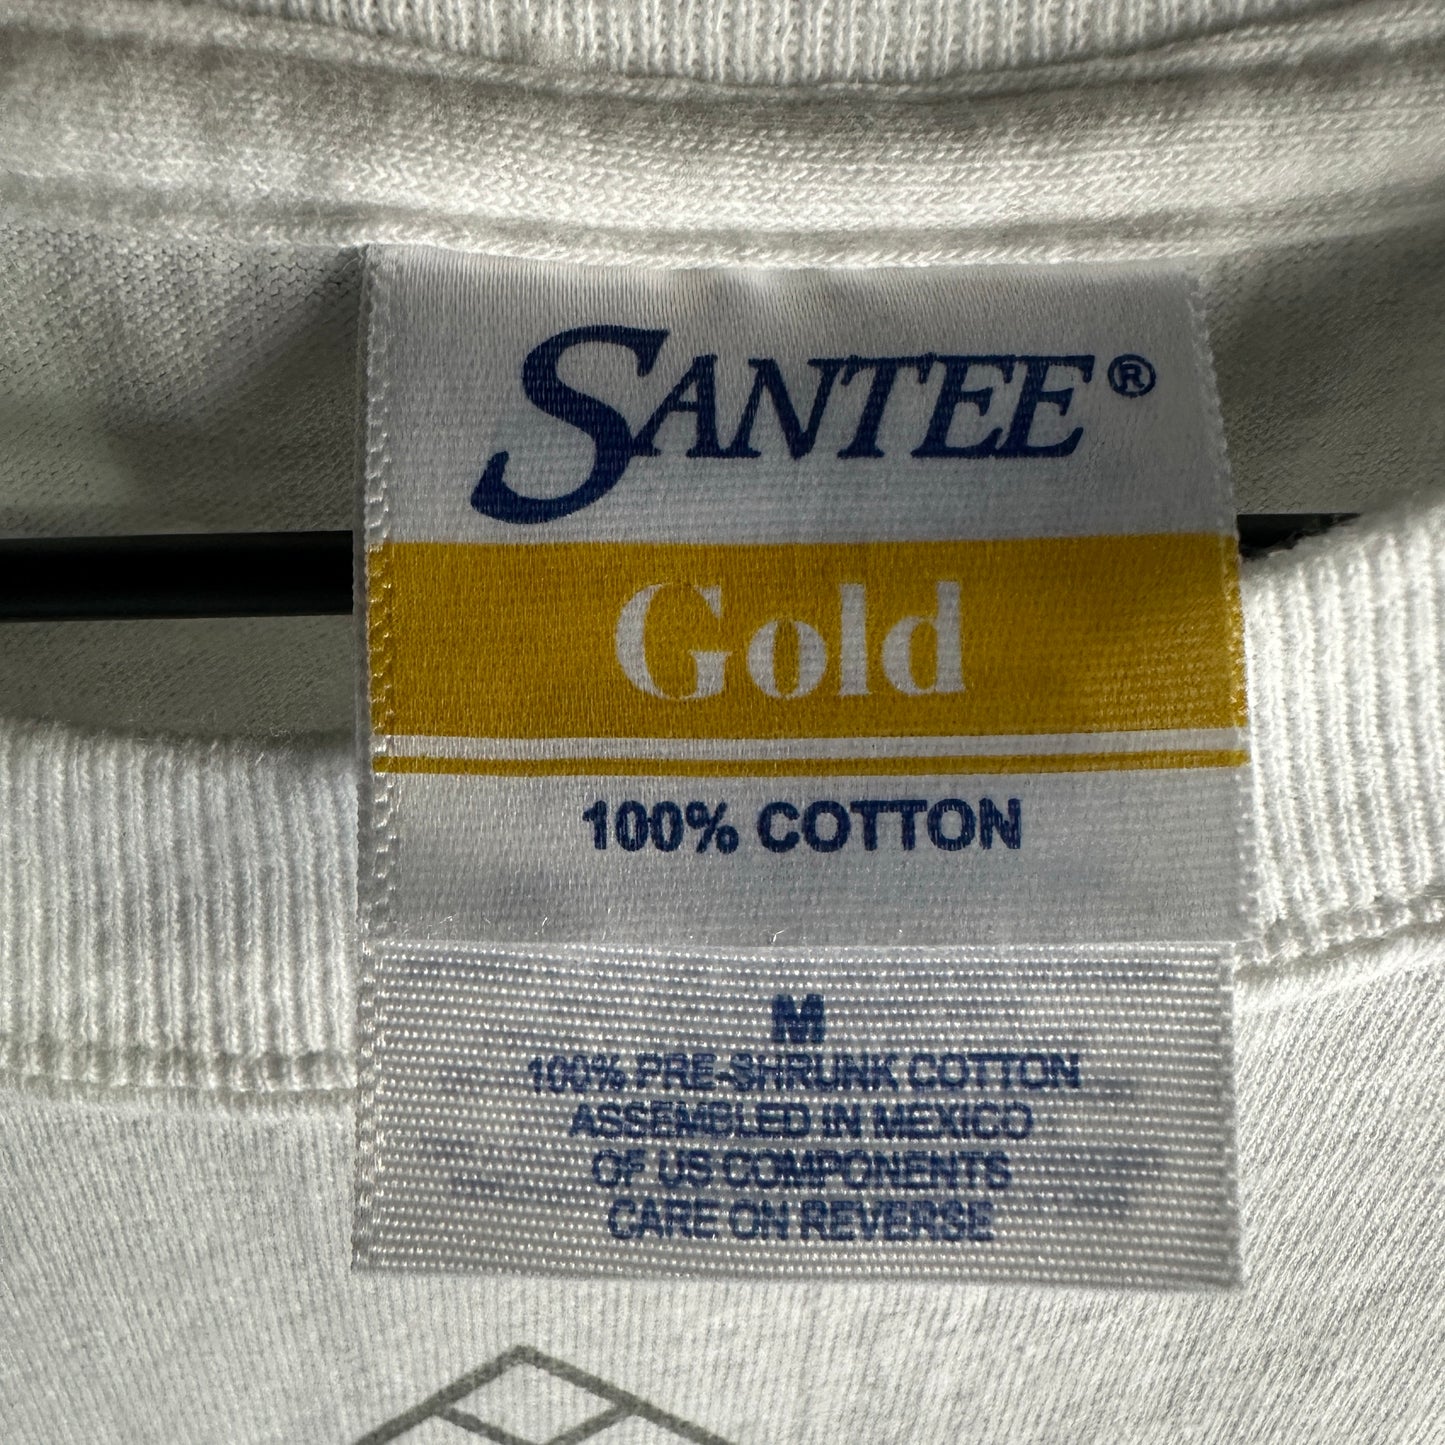 SANTEE®
Gold
100% COTTON
M
100% PRE-SHRUNK COTTON
ASSEMBLED IN MEXICO
OF US COMPONENTS
CARE ON REVERSE